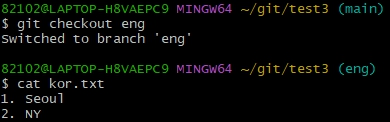 82102@LAPTOP-H8VAEPC9 MINGW64 ~/git/test3 (main)
$ git checkout eng
Switched to branch 'eng'
82102@LAPTOP-H8VAEPC9 MINGW64 ~/git/test3 (eng)
$ cat kor.txt
1. Seoul
2. NY